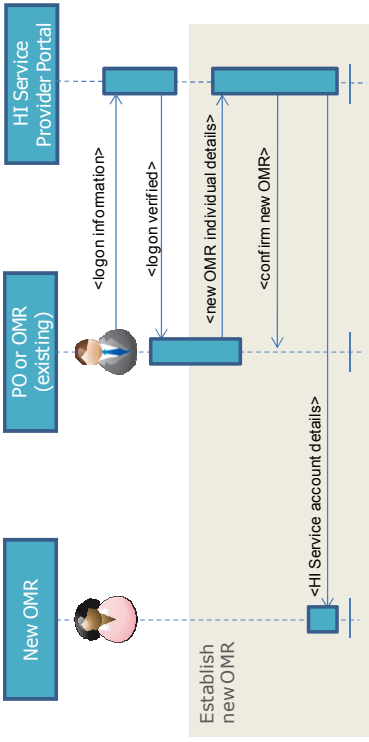 New OMR
PO or OMR
(existing)
HI Service
Provider Portal
<logon information>
<logon verified>
Establish
new OMR
<new OMR individual details>
<confirm new OMR>
<HI Service account details>